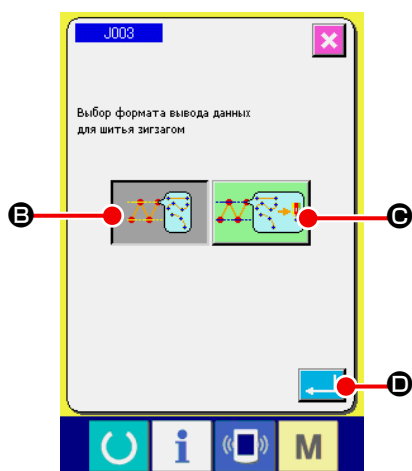 J003
Выбор формата вывода данных
для шитья зигзагом
B
C
D
M